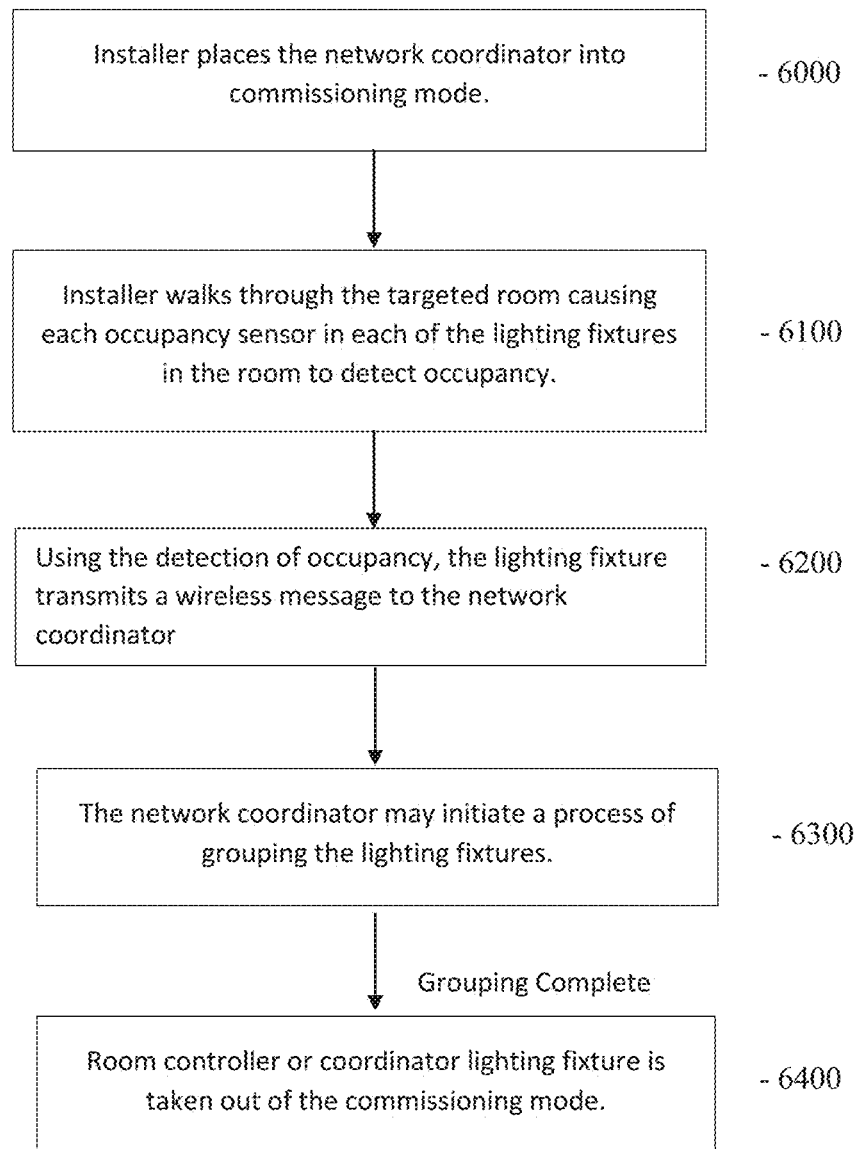 Installer places the network coordinator into
commissioning mode.
- 6000
Installer walks through the targeted room causing
each occupancy sensor in each of the lighting fixtures
in the room to detect occupancy.
- 6100
Using the detection of occupancy, the lighting fixture
transmits a wireless message to the network
coordinator
- 6200
The network coordinator may initiate a process of
grouping the lighting fixtures.
- 6300
Grouping Complete
Room controller or coordinator lighting fixture is
taken out of the commissioning mode.
- 6400